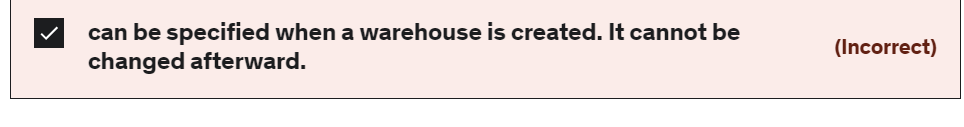 can be specified when a warehouse is created. It cannot be
changed afterward.
(Incorrect)